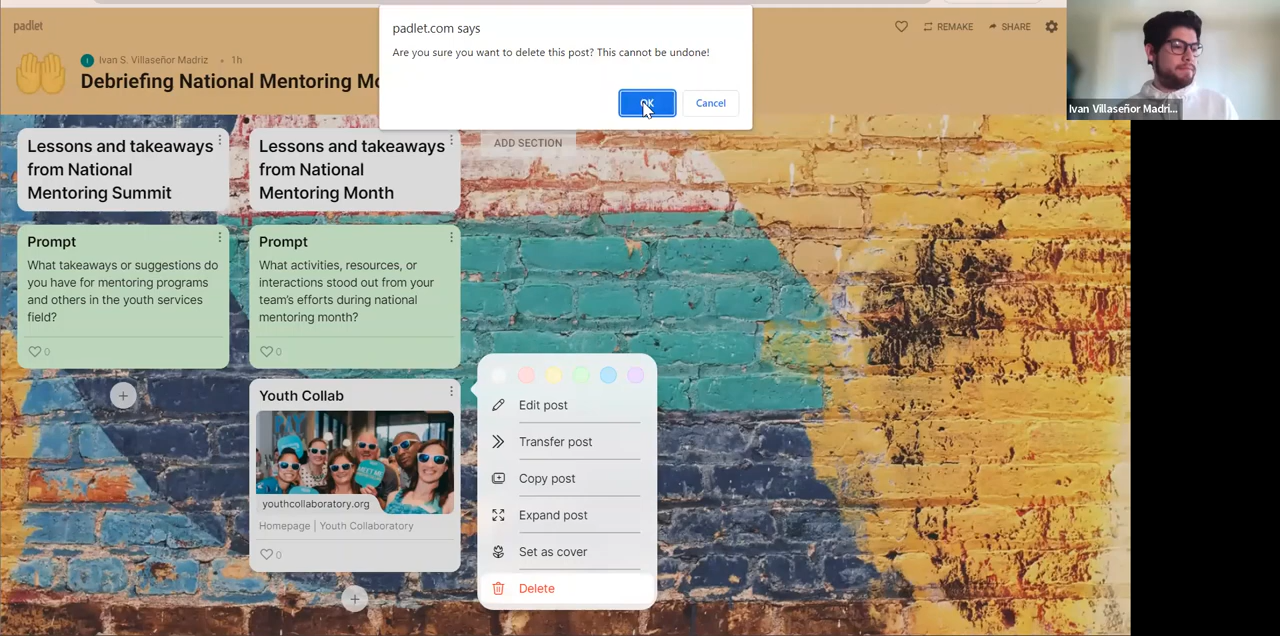 padlet
Ivan S. Villaseñor Madriz • 1h
Debriefing National Mentoring Mo
padlet.com says
Are you sure you want to delete this post? This cannot be undone!
OK
Cancel
REMAKE
SHARE
Ivan Villaseñor Madri...
Lessons and takeaways
from National
Mentoring Summit
Lessons and takeaways
from National
Mentoring Month
ADD SECTION
Prompt
What takeaways or suggestions do
you have for mentoring programs
and others in the youth services
field?
0
Prompt
What activities, resources, or
interactions stood out from your
team's efforts during national
mentoring month?
0
Youth Collab
youthcollaboratory.org
Homepage | Youth Collaboratory
0
Edit post
Transfer post
Copy post
Expand post
Set as cover
Delete